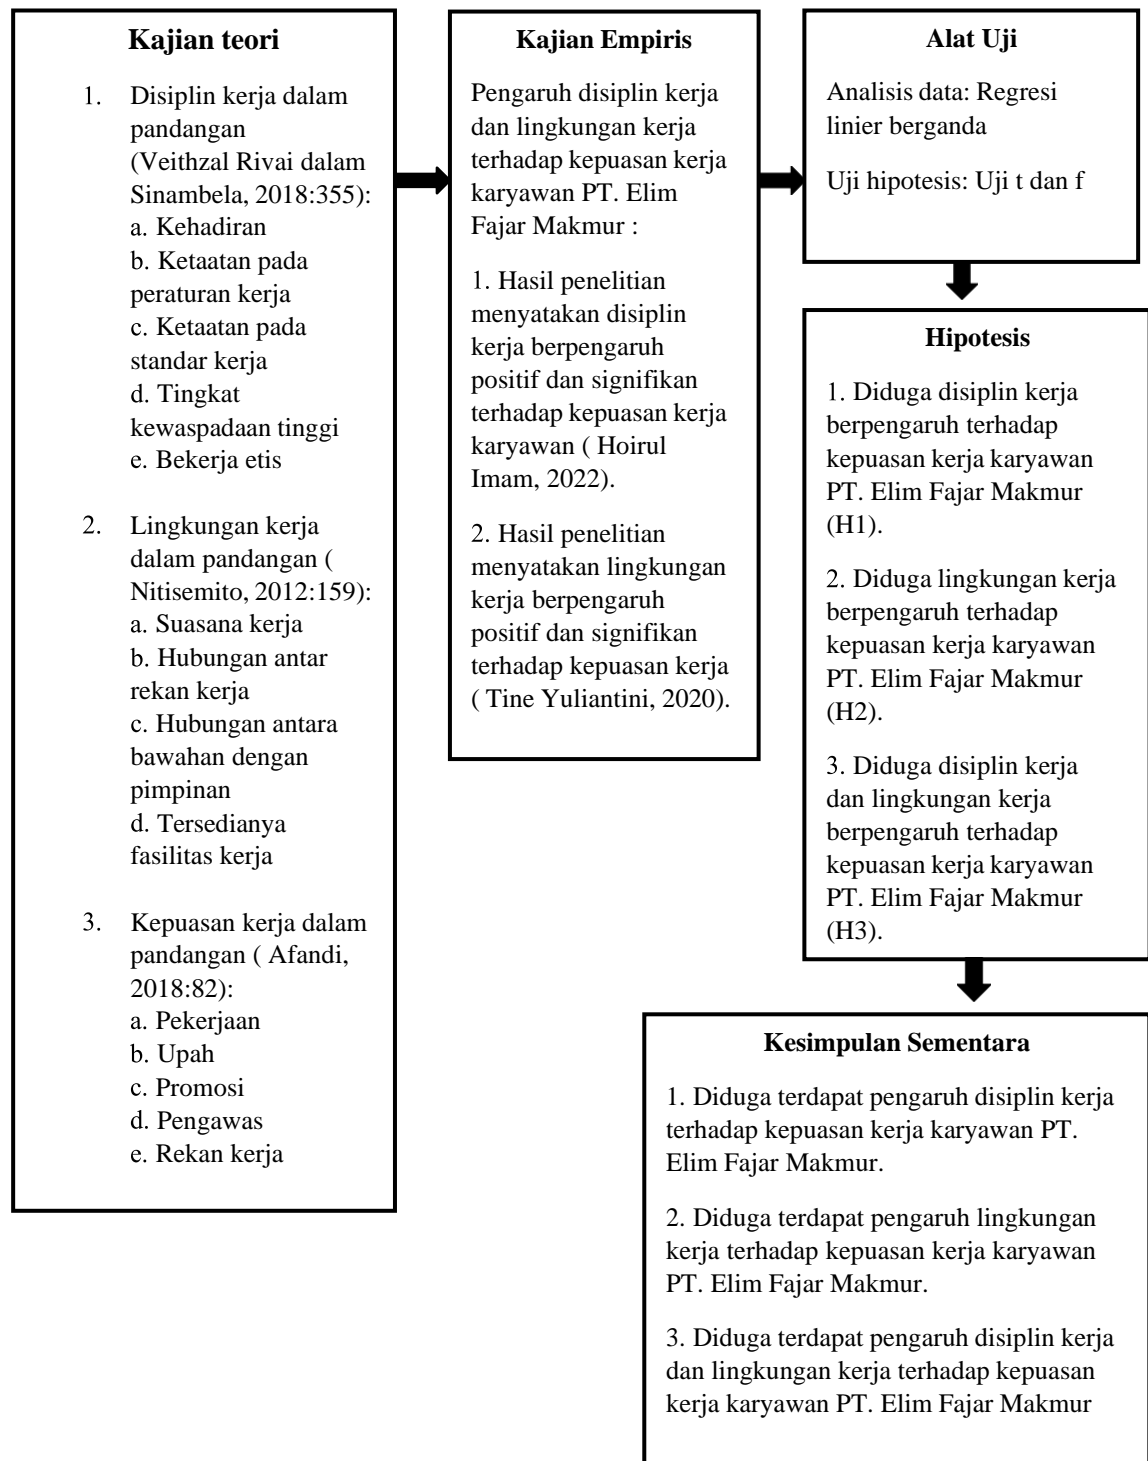 Kajian teori
1. Disiplin kerja dalam
pandangan
(Veithzal Rivai dalam
Sinambela, 2018:355):
a. Kehadiran
b. Ketaatan pada
peraturan kerja
c. Ketaatan pada
standar kerja
d. Tingkat
kewaspadaan tinggi
e. Bekerja etis
2. Lingkungan kerja
dalam pandangan (
Nitisemito, 2012:159):
a. Suasana kerja
b. Hubungan antar
rekan kerja
c. Hubungan antara
bawahan dengan
pimpinan
d. Tersedianya
fasilitas kerja
3. Kepuasan kerja dalam
pandangan ( Afandi,
2018:82):
a. Pekerjaan
b. Upah
c. Promosi
d. Pengawas
e. Rekan kerja
Kajian Empiris
Pengaruh disiplin kerja
dan lingkungan kerja
terhadap kepuasan kerja
karyawan PT. Elim
Fajar Makmur :
1. Hasil penelitian
menyatakan disiplin
kerja berpengaruh
positif dan signifikan
terhadap kepuasan kerja
karyawan ( Hoirul
Imam, 2022).
2. Hasil penelitian
menyatakan lingkungan
kerja berpengaruh
positif dan signifikan
terhadap kepuasan kerja
( Tine Yuliantini, 2020).
Alat Uji
Analisis data: Regresi
linier berganda
Uji hipotesis: Uji t dan f
Hipotesis
1. Diduga disiplin kerja
berpengaruh terhadap
kepuasan kerja karyawan
PT. Elim Fajar Makmur
(H1).
2. Diduga lingkungan kerja
berpengaruh terhadap
kepuasan kerja karyawan
PT. Elim Fajar Makmur
(H2).
3. Diduga disiplin kerja
dan lingkungan kerja
berpengaruh terhadap
kepuasan kerja karyawan
PT. Elim Fajar Makmur
(H3).
Kesimpulan Sementara
1. Diduga terdapat pengaruh disiplin kerja
terhadap kepuasan kerja karyawan PT.
Elim Fajar Makmur.
2. Diduga terdapat pengaruh lingkungan
kerja terhadap kepuasan kerja karyawan
PT. Elim Fajar Makmur.
3. Diduga terdapat pengaruh disiplin kerja
dan lingkungan kerja terhadap kepuasan
kerja karyawan PT. Elim Fajar Makmur